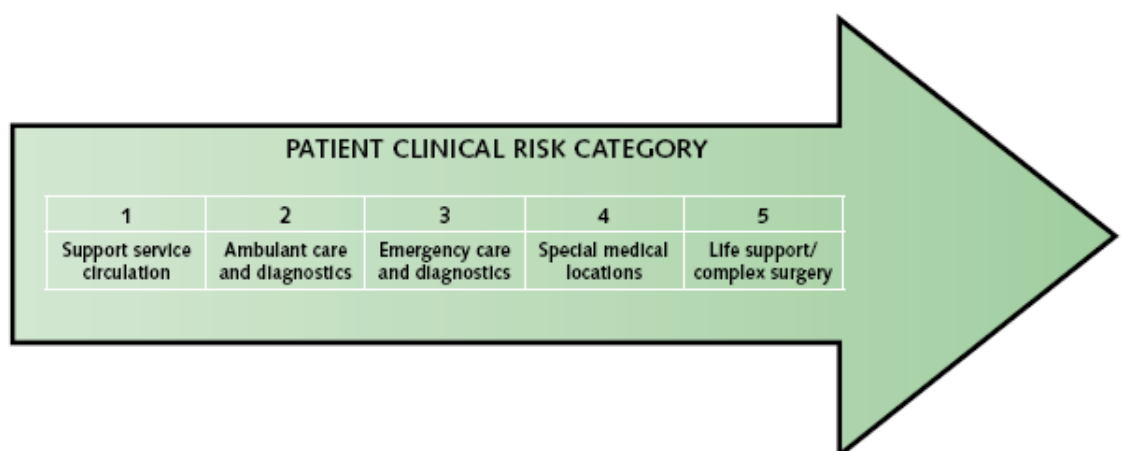 PATIENT CLINICAL RISK CATEGORY
1 2 3 4 5
Support service Ambulant care Emergency care Special medical Life support/
circulation and diagnostics and diagnostics locations complex surgery